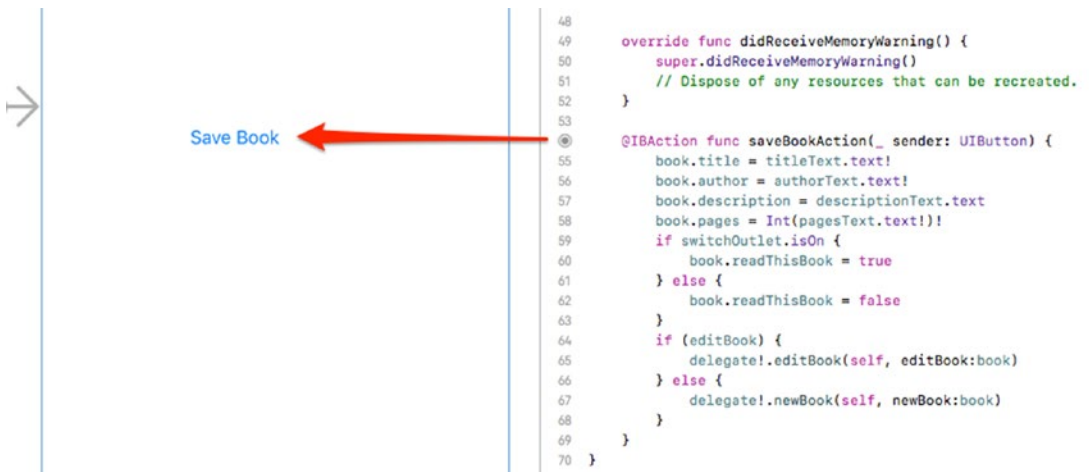 Save Book
48
49 override func didReceiveMemoryWarning() {
50 super.didReceiveMemoryWarning()
51 // Dispose of any resources that can be recreated.
52 }
53
@IBAction func saveBookAction(_ sender: UIButton) {
55 book.title = titleText.text!
56 book.author = authorText.text!
57 book.description = descriptionText.text
58 book.pages = Int(pagesText.text!)!
59 if switchOutlet.isOn {
60 book.readThisBook = true
61 } else {
62 book.readThisBook = false
63 }
64 if (editBook) {
65 delegate!.editBook(self, editBook:book)
66 } else {
67 delegate!.newBook(self, newBook:book)
68 }
69 }
70 }